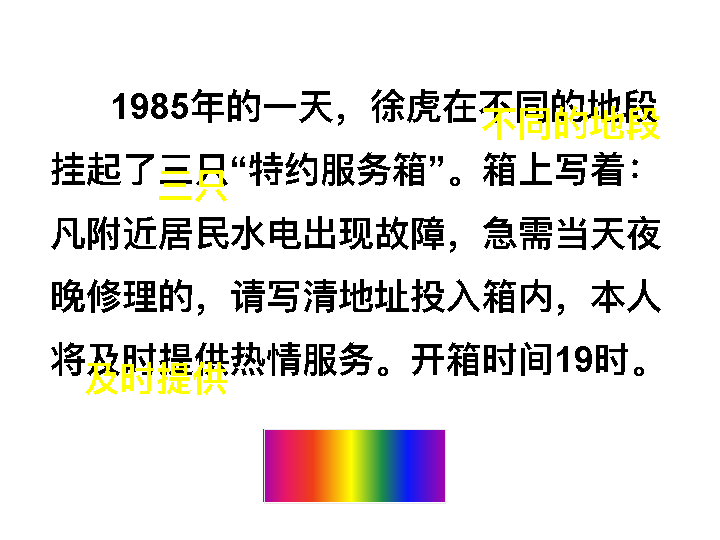 1985年的一天，徐虎在不同的地段
不同的地段
挂起了三只“特约服务箱”。箱上写着：
三只
凡附近居民水电出现故障，急需当天夜
晚修理的，请写清地址投入箱内，本人
将及时提供热情服务。开箱时间19时。
及时提供